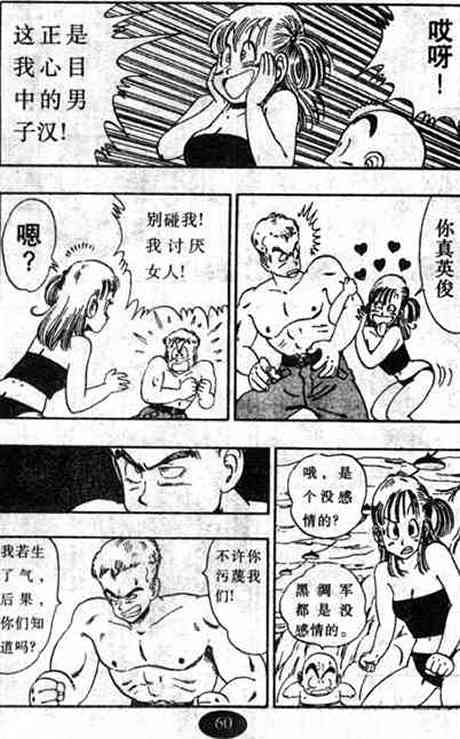 哎呀!
这正是
我心目
中的男
子汉!
你真英俊
别碰我!
我讨厌
女人!
嗯?
哦,是
个没感
情的?
黑绸军
都是没
感情的。
不许你
污蔑我
们!
我若生
了气,
后果,
你们知
道吗?
60